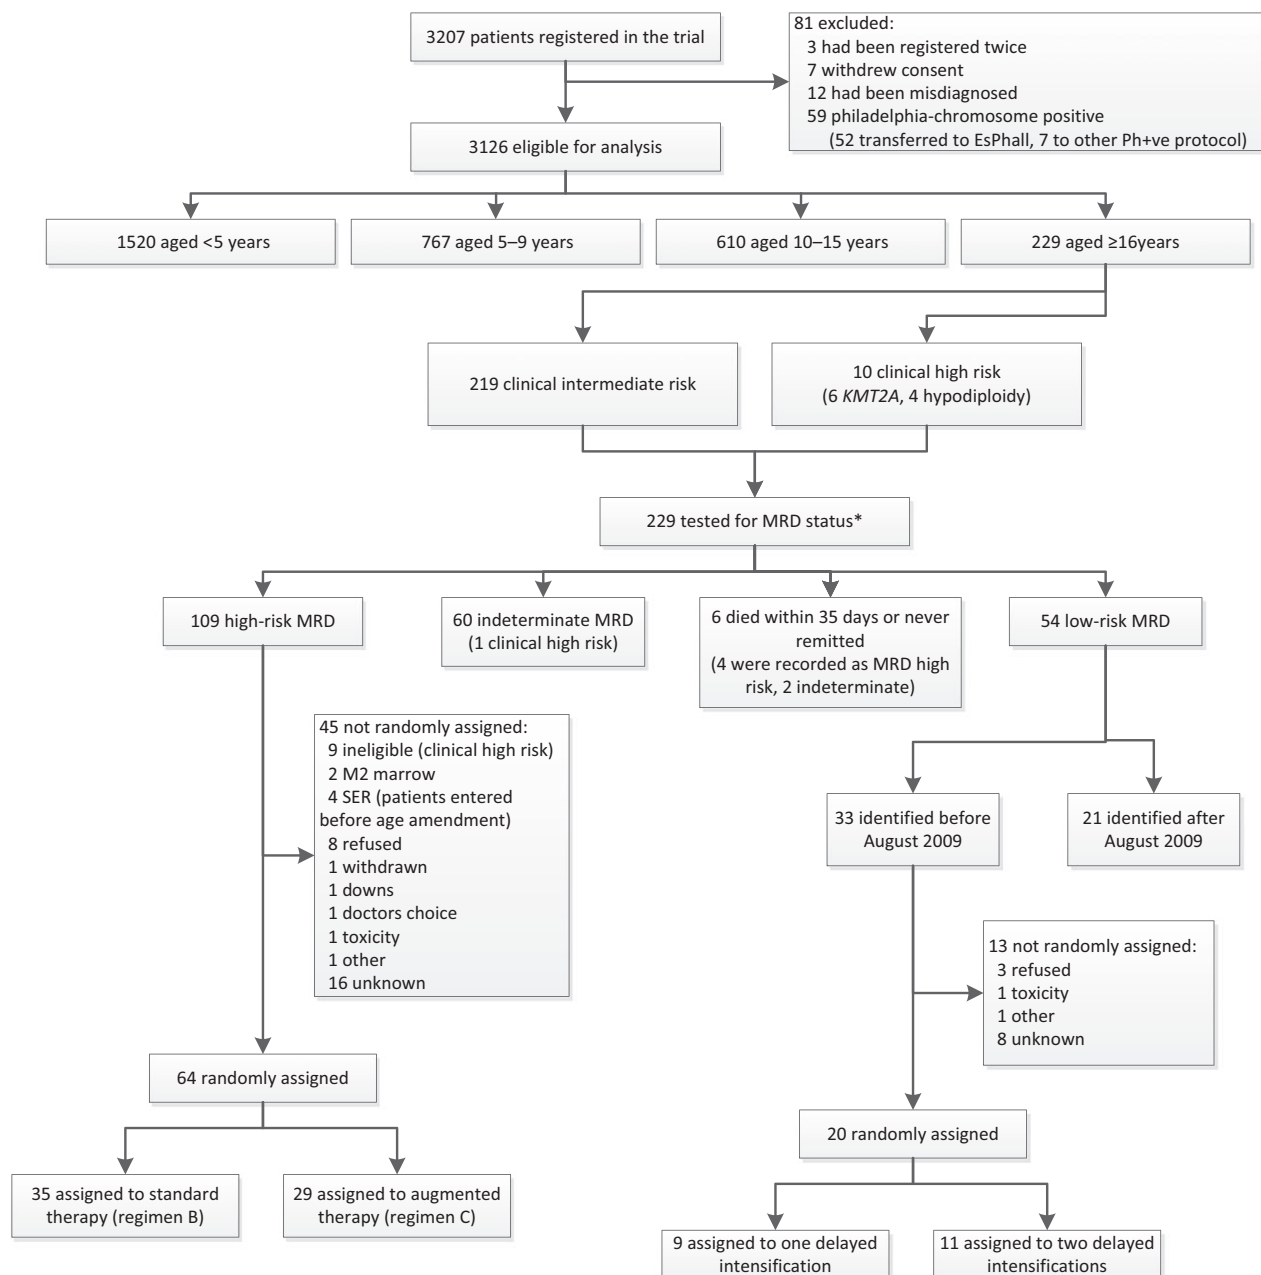 3207 patients registered in the trial
81 excluded:
3 had been registered twice
7 withdrew consent
12 had been misdiagnosed
59 philadelphia-chromosome positive
(52 transferred to EsPhall, 7 to other Ph+ve protocol)
3126 eligible for analysis
1520 aged <5 years
767 aged 5–9 years
610 aged 10–15 years
229 aged ≥16years
219 clinical intermediate risk
10 clinical high risk
(6 KMT2A, 4 hypodiploidy)
229 tested for MRD status*
109 high-risk MRD
60 indeterminate MRD
(1 clinical high risk)
6 died within 35 days or never
remitted
(4 were recorded as MRD high
risk, 2 indeterminate)
54 low-risk MRD
45 not randomly assigned:
9 ineligible (clinical high risk)
2 M2 marrow
4 SER (patients entered
before age amendment)
8 refused
1 withdrawn
1 downs
1 doctors choice
1 toxicity
1 other
16 unknown
33 identified before
August 2009
21 identified after
August 2009
13 not randomly assigned:
3 refused
1 toxicity
1 other
8 unknown
64 randomly assigned
20 randomly assigned
35 assigned to standard
therapy (regimen B)
29 assigned to augmented
therapy (regimen C)
9 assigned to one delayed
intensification
11 assigned to two delayed
intensifications